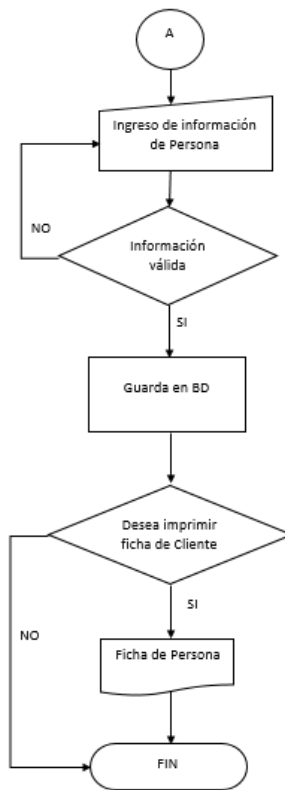 A
Ingreso de información
de Persona
NO
Información
válida
SI
Guarda en BD
Desea imprimir
ficha de Cliente
SI
NO
Ficha de Persona
FIN